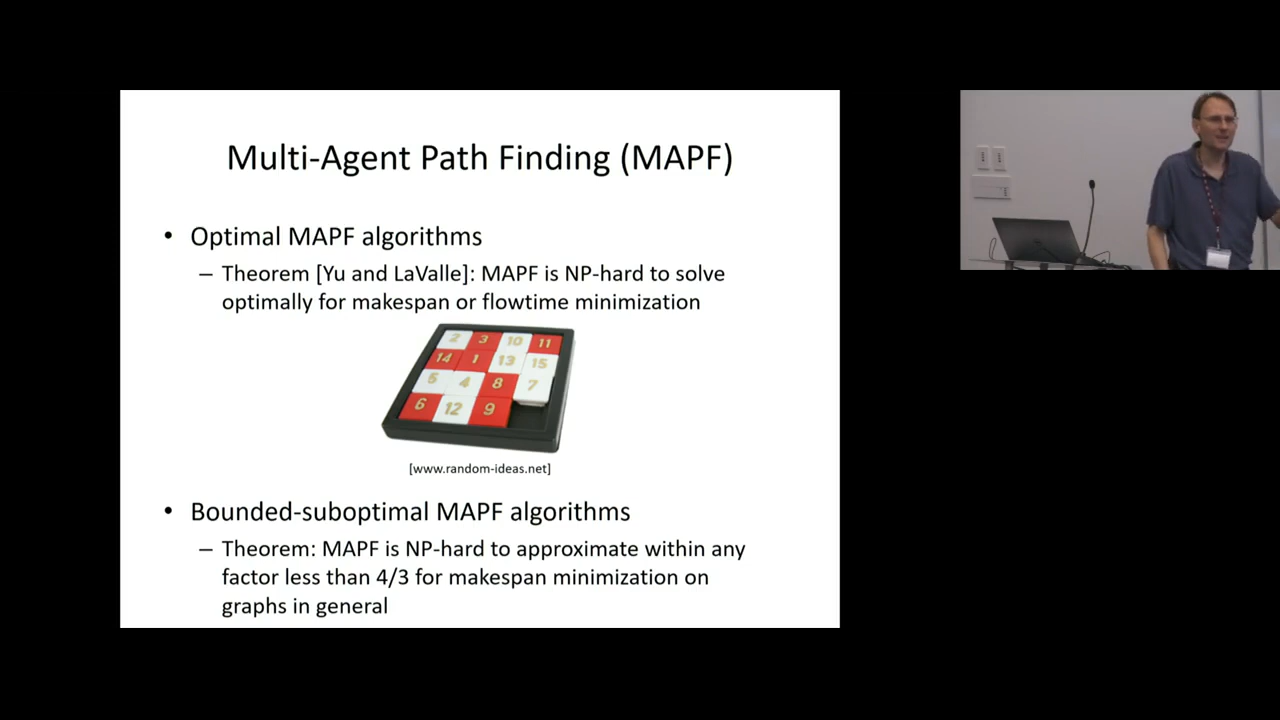 Multi-Agent Path Finding (MAPF)
• Optimal MAPF algorithms
– Theorem [Yu and LaValle]: MAPF is NP-hard to solve
optimally for makespan or flowtime minimization
2 3 10 11
14 1 13 15
5 4 8 7
6 12 9
[www.random-ideas.net]
• Bounded-suboptimal MAPF algorithms
– Theorem: MAPF is NP-hard to approximate within any
factor less than 4/3 for makespan minimization on
graphs in general